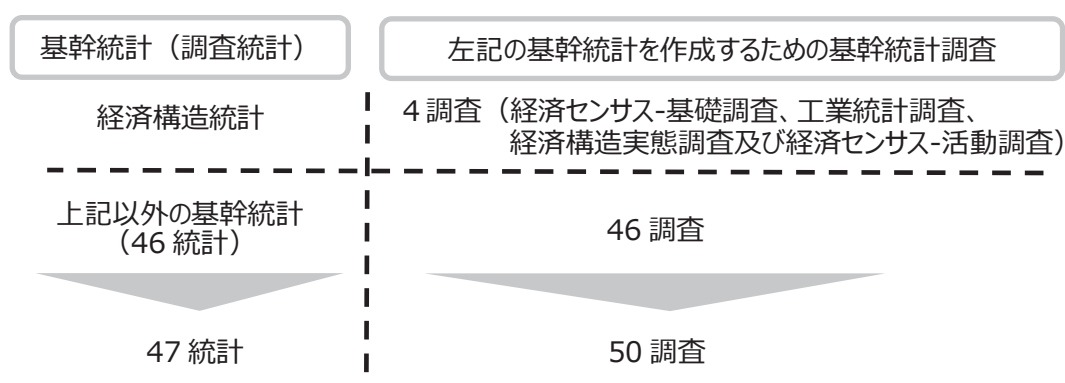 基幹統計（調査統計）
左記の基幹統計を作成するための基幹統計調査
経済構造統計
４調査（経済センサス-基礎調査、工業統計調査、
経済構造実態調査及び経済センサス-活動調査）
上記以外の基幹統計
（46 統計）
46 調査
47 統計
50 調査